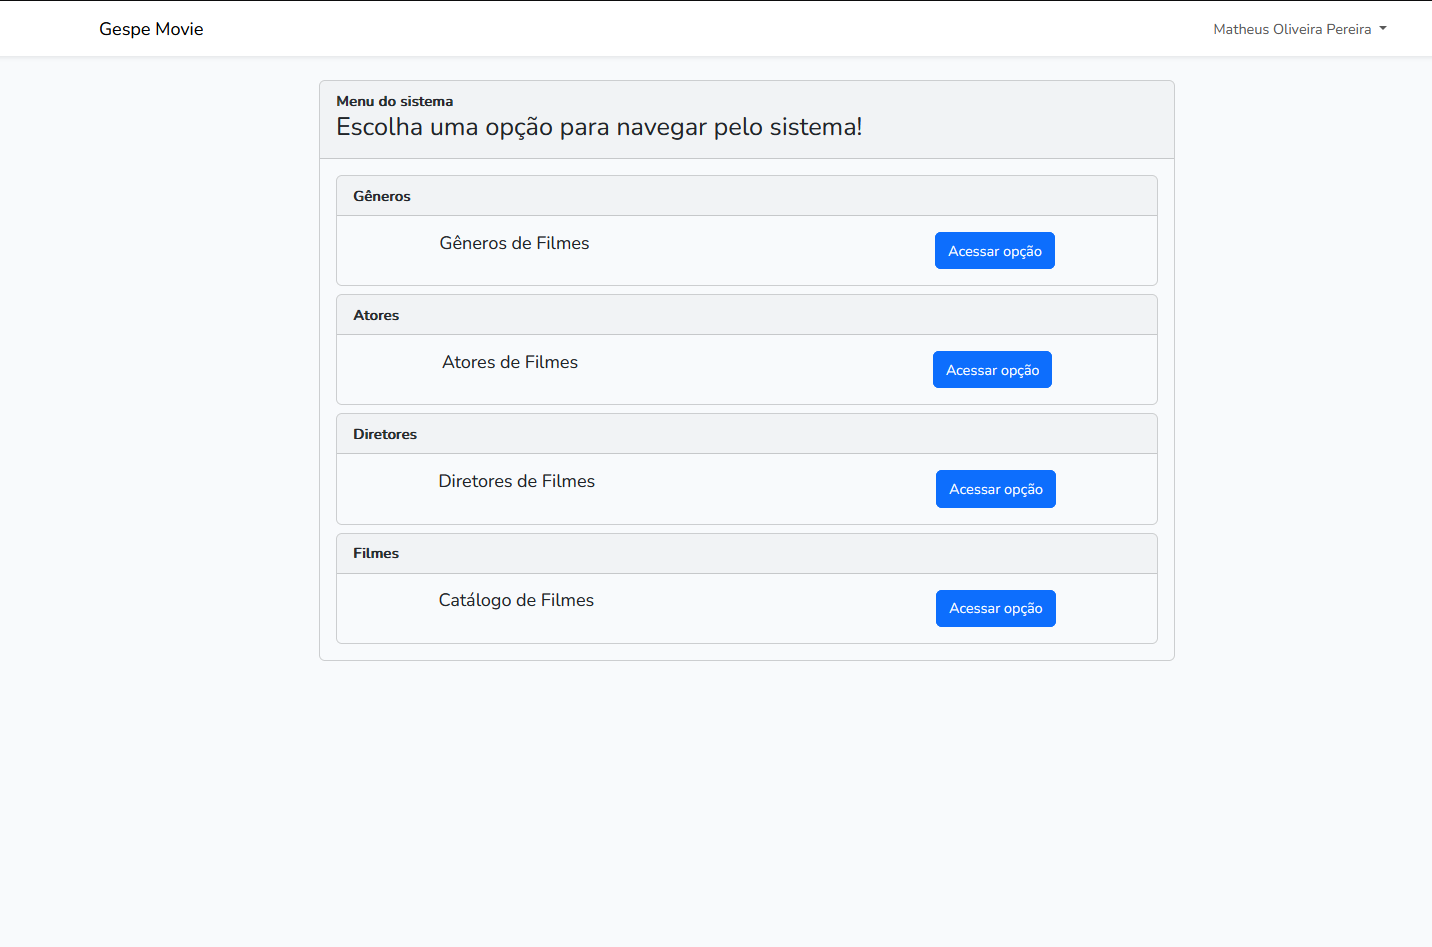 Gespe Movie
Matheus Oliveira Pereira
Menu do sistema
Escolha uma opção para navegar pelo sistema!
Gêneros
Gêneros de Filmes
Acessar opção
Atores
Atores de Filmes
Acessar opção
Diretores
Diretores de Filmes
Acessar opção
Filmes
Catálogo de Filmes
Acessar opção